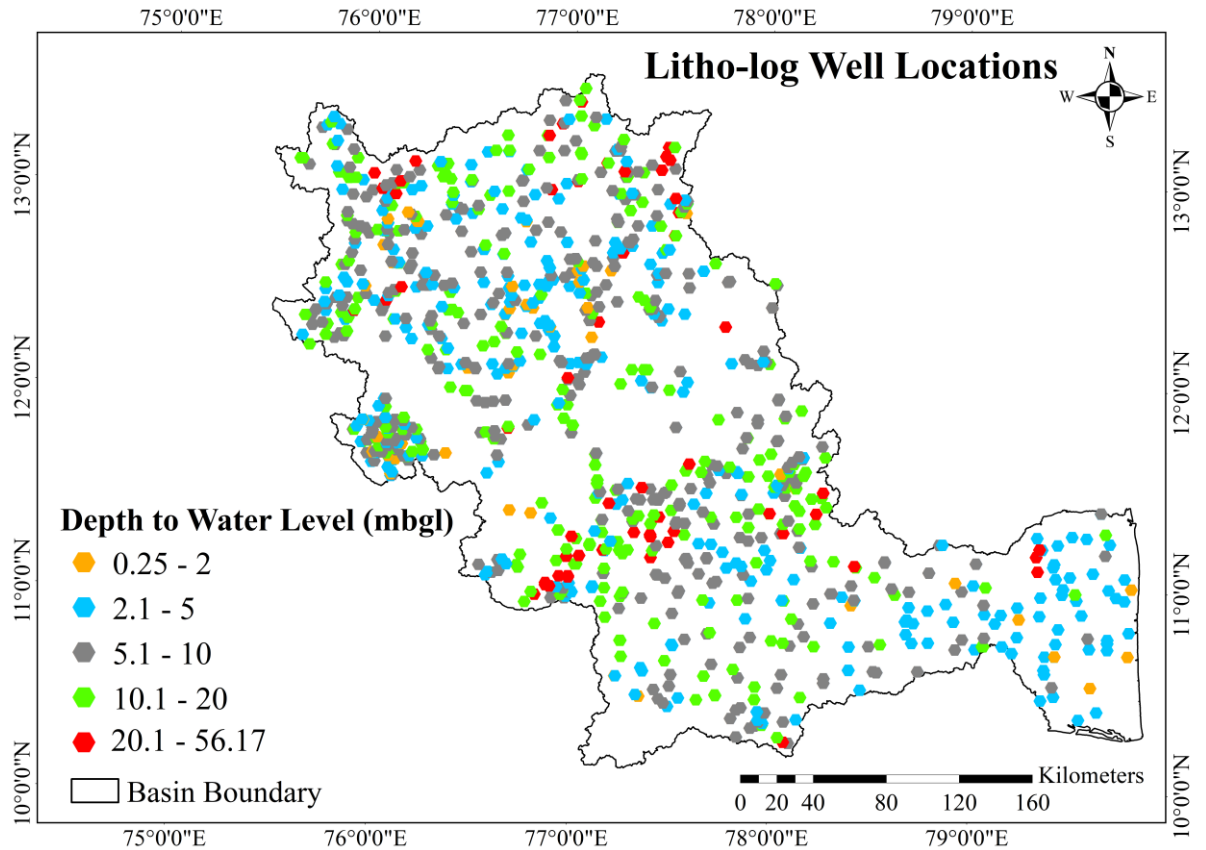 75°0'0"E 76°0'0"E 77°0'0"E 78°0'0"E 79°0'0"E
Litho-log Well Locations
N
W E
S
13°0'0"N 13°0'0"N
12°0'0"N 12°0'0"N
Depth to Water Level (mbgl)
0.25 - 2
11°0'0"N 11°0'0"N
2.1 - 5
5.1 - 10
10.1 - 20
20.1 - 56.17
Basin Boundary
Kilometers
0 20 40 80 120 160
10°0'0"N 10°0'0"N
75°0'0"E 76°0'0"E 77°0'0"E 78°0'0"E 79°0'0"E